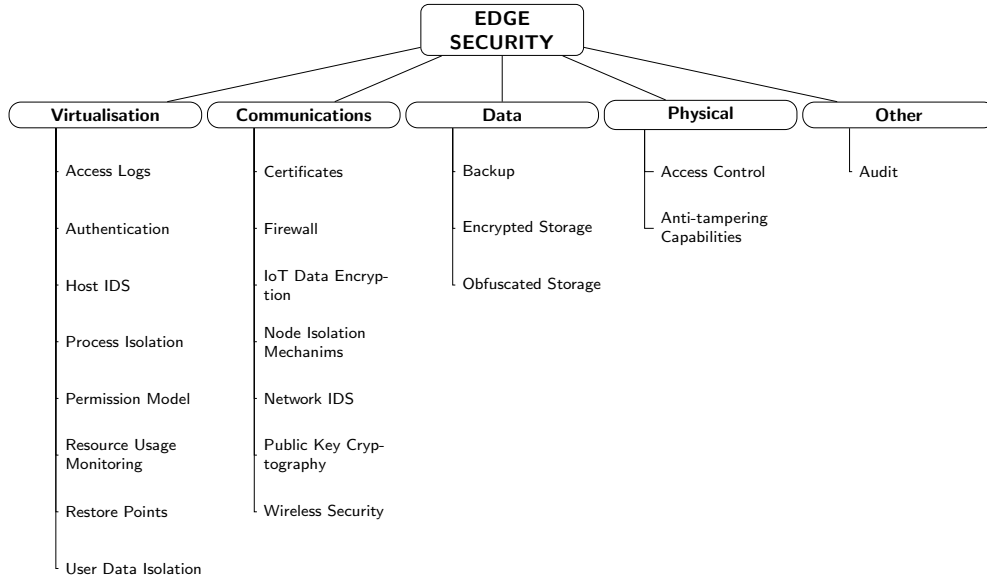 EDGE
SECURITY
Virtualisation
Communications
Data
Physical
Other
Access Logs
Authentication
Host IDS
Process Isolation
Permission Model
Resource Usage
Monitoring
Restore Points
User Data Isolation
Certificates
Firewall
IoT Data Encryp-
tion
Node Isolation
Mechanims
Network IDS
Public Key Cryp-
tography
Wireless Security
Backup
Encrypted Storage
Obfuscated Storage
Access Control
Anti-tampering
Capabilities
Audit